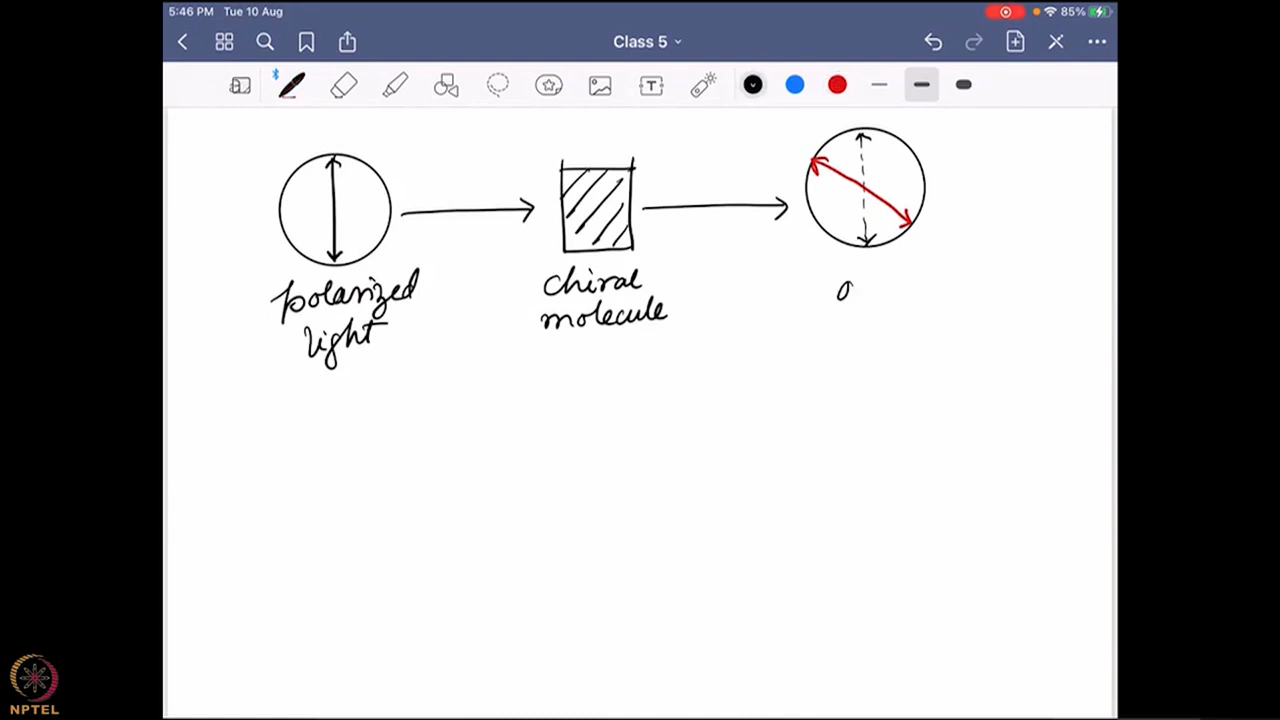 5:46 PM Tue 10 Aug
85%
Class 5
T
polarized
light
chiral
molecule
o
NPTEL